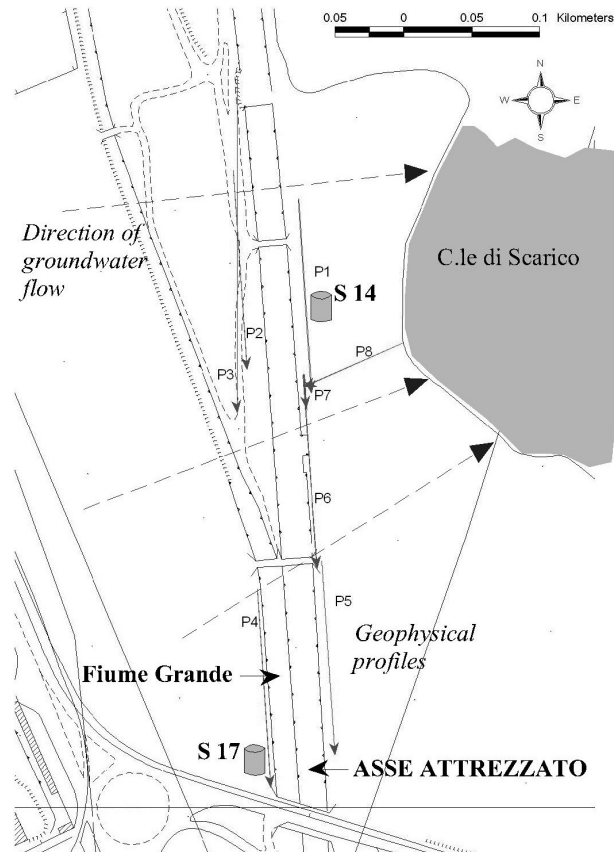 0.05 0 0.05 0.1 Kilometers
N
W E
S
Direction of
groundwater
flow
C.le di Scarico
P1
S 14
P2
P8
P3
P7
P6
P5
P4
Geophysical
profiles
Fiume Grande
S 17
ASSE ATTREZZATO